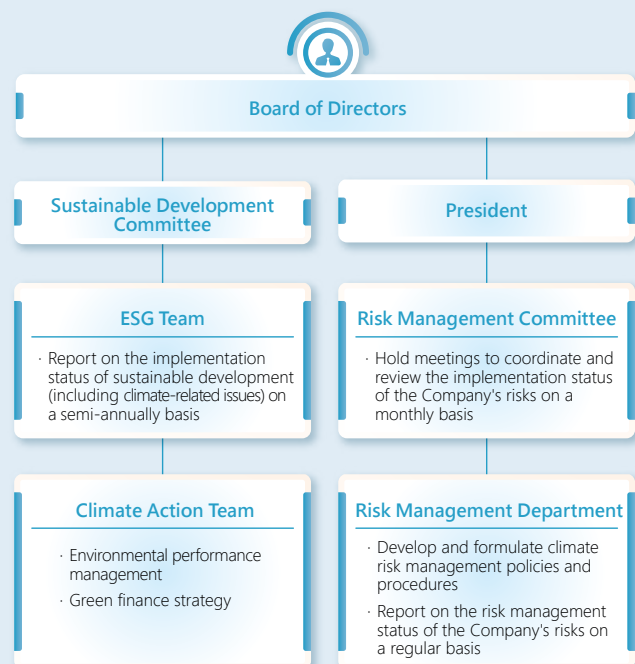 Board of Directors
Sustainable Development
Committee
President
ESG Team
· Report on the implementation
status of sustainable development
(including climate-related issues) on
a semi-annually basis
Risk Management Committee
· Hold meetings to coordinate and
review the implementation status
of the Company's risks on a
monthly basis
Climate Action Team
· Environmental performance
management
· Green finance strategy
Risk Management Department
· Develop and formulate climate
risk management policies and
procedures
· Report on the risk management
status of the Company's risks on
a regular basis